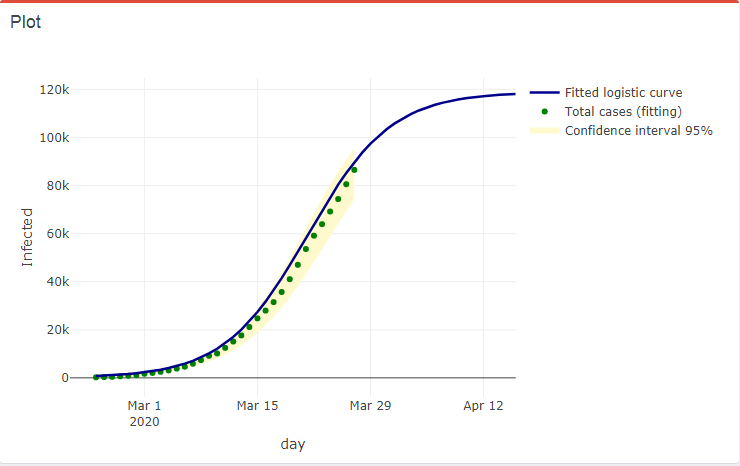 Plot
120k
100k
80k
60k
40k
20k
0
Infected
Mar 1
2020
Mar 15
Mar 29
Apr 12
day
Fitted logistic curve
Total cases (fitting)
Confidence interval 95%